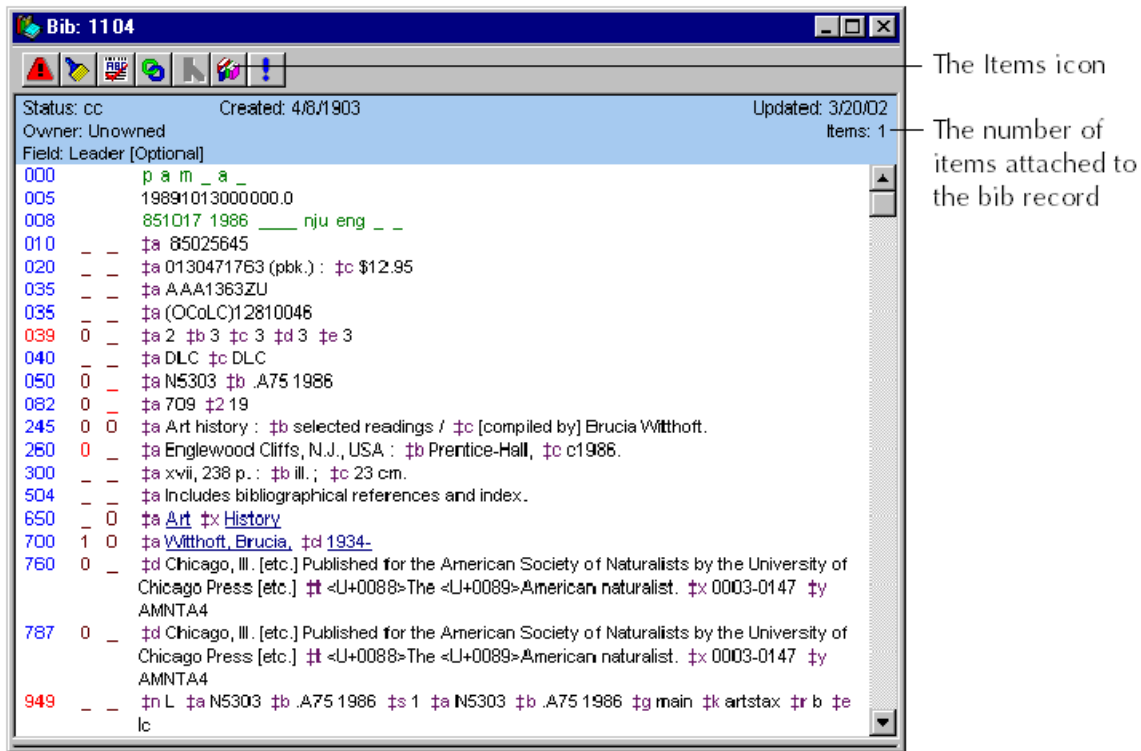 Bib: 1104
The Items icon
Status: cc Created: 4/8/1903 Updated: 3/20/02
Owner: Unowned Items: 1
The number of
items attached to
the bib record
Field: Leader [Optional]
000 p a m _ a _
005 19891013000000.0
008 851017 1986 ____ nju eng _ _
010 _ _ ‡a 85025645
020 _ _ ‡a 0130471763 (pbk.) : ‡c $12.95
035 _ _ ‡a AAA1363ZU
035 _ _ ‡a (OCoLC)12810046
039 0 _ ‡a 2 ‡b 3 ‡c 3 ‡d 3 ‡e 3
040 _ _ ‡a DLC ‡c DLC
050 0 _ ‡a N5303 ‡b .A75 1986
082 0 _ ‡a 709 ‡2 19
245 0 0 ‡a Art history : ‡b selected readings / ‡c [compiled by] Brucia Witthoft.
260 0 _ ‡a Englewood Cliffs, N.J., USA : ‡b Prentice-Hall, ‡c c1986.
300 _ _ ‡a xvii, 238 p. : ‡b ill. ; ‡c 23 cm.
504 _ _ ‡a Includes bibliographical references and index.
650 _ 0 ‡a Art ‡x History
700 1 0 ‡a Witthoft, Brucia, ‡d 1934-
760 0 _ ‡d Chicago, Ill. [etc.] Published for the American Society of Naturalists by the University of
Chicago Press [etc.] ‡t <U+0088>The <U+0089>American naturalist. ‡x 0003-0147 ‡y
AMNTA4
787 0 _ ‡d Chicago, Ill. [etc.] Published for the American Society of Naturalists by the University of
Chicago Press [etc.] ‡t <U+0088>The <U+0089>American naturalist. ‡x 0003-0147 ‡y
AMNTA4
949 _ _ ‡n L ‡a N5303 ‡b .A75 1986 ‡s 1 ‡a N5303 ‡b .A75 1986 ‡g main ‡k artstax ‡r b ‡e
lc